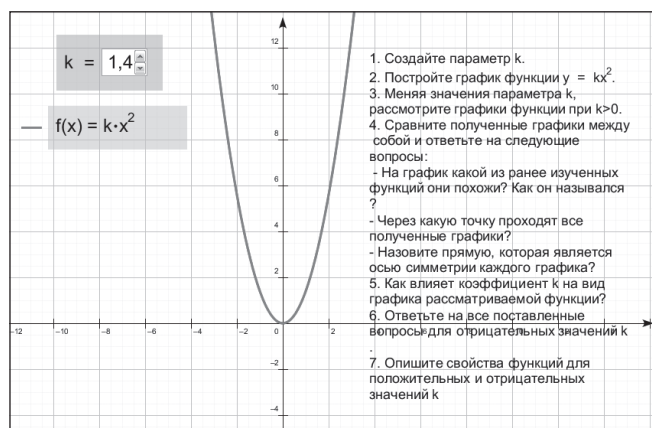 k = 1,4
f(x) = k·x²
1. Создайте параметр k.
2. Постройте график функции y = kx².
3. Меняя значения параметра k,
рассмотрите графики функции при k>0.
4. Сравните полученные графики между
собой и ответьте на следующие
вопросы:
- На график какой из ранее изученных
функций они похожи? Как он назывался
?
- Через какую точку проходят все
полученные графики?
- Назовите прямую, которая является
осью симметрии каждого графика?
5. Как влияет коэффициент k на вид
графика рассматриваемой функции?
6. Ответьте на все поставленные
вопросы для отрицательных значений k
.
7. Опишите свойства функций для
положительных и отрицательных
значений k
12
10
8
6
4
2
−12 −10 −8 −6 −4 −2 0 2
−2
−4